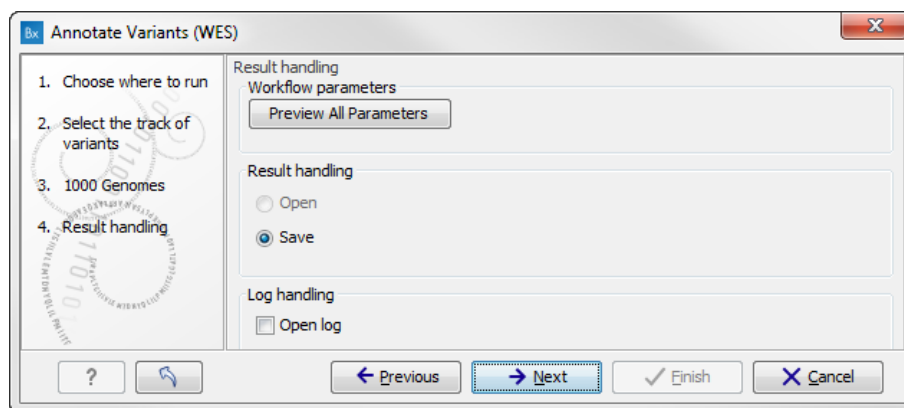 Bx Annotate Variants (WES)
1. Choose where to run
2. Select the track of
variants
3. 1000 Genomes
4. Result handling
Result handling
Workflow parameters
Preview All Parameters
Result handling
Open
Save
Log handling
Open log
?
Previous
Next
Finish
Cancel